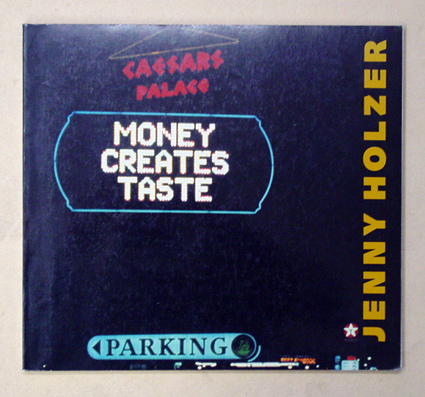 CAESARS
PALACE
MONEY
CREATES
TASTE
JENNY HOLZER
PARKING